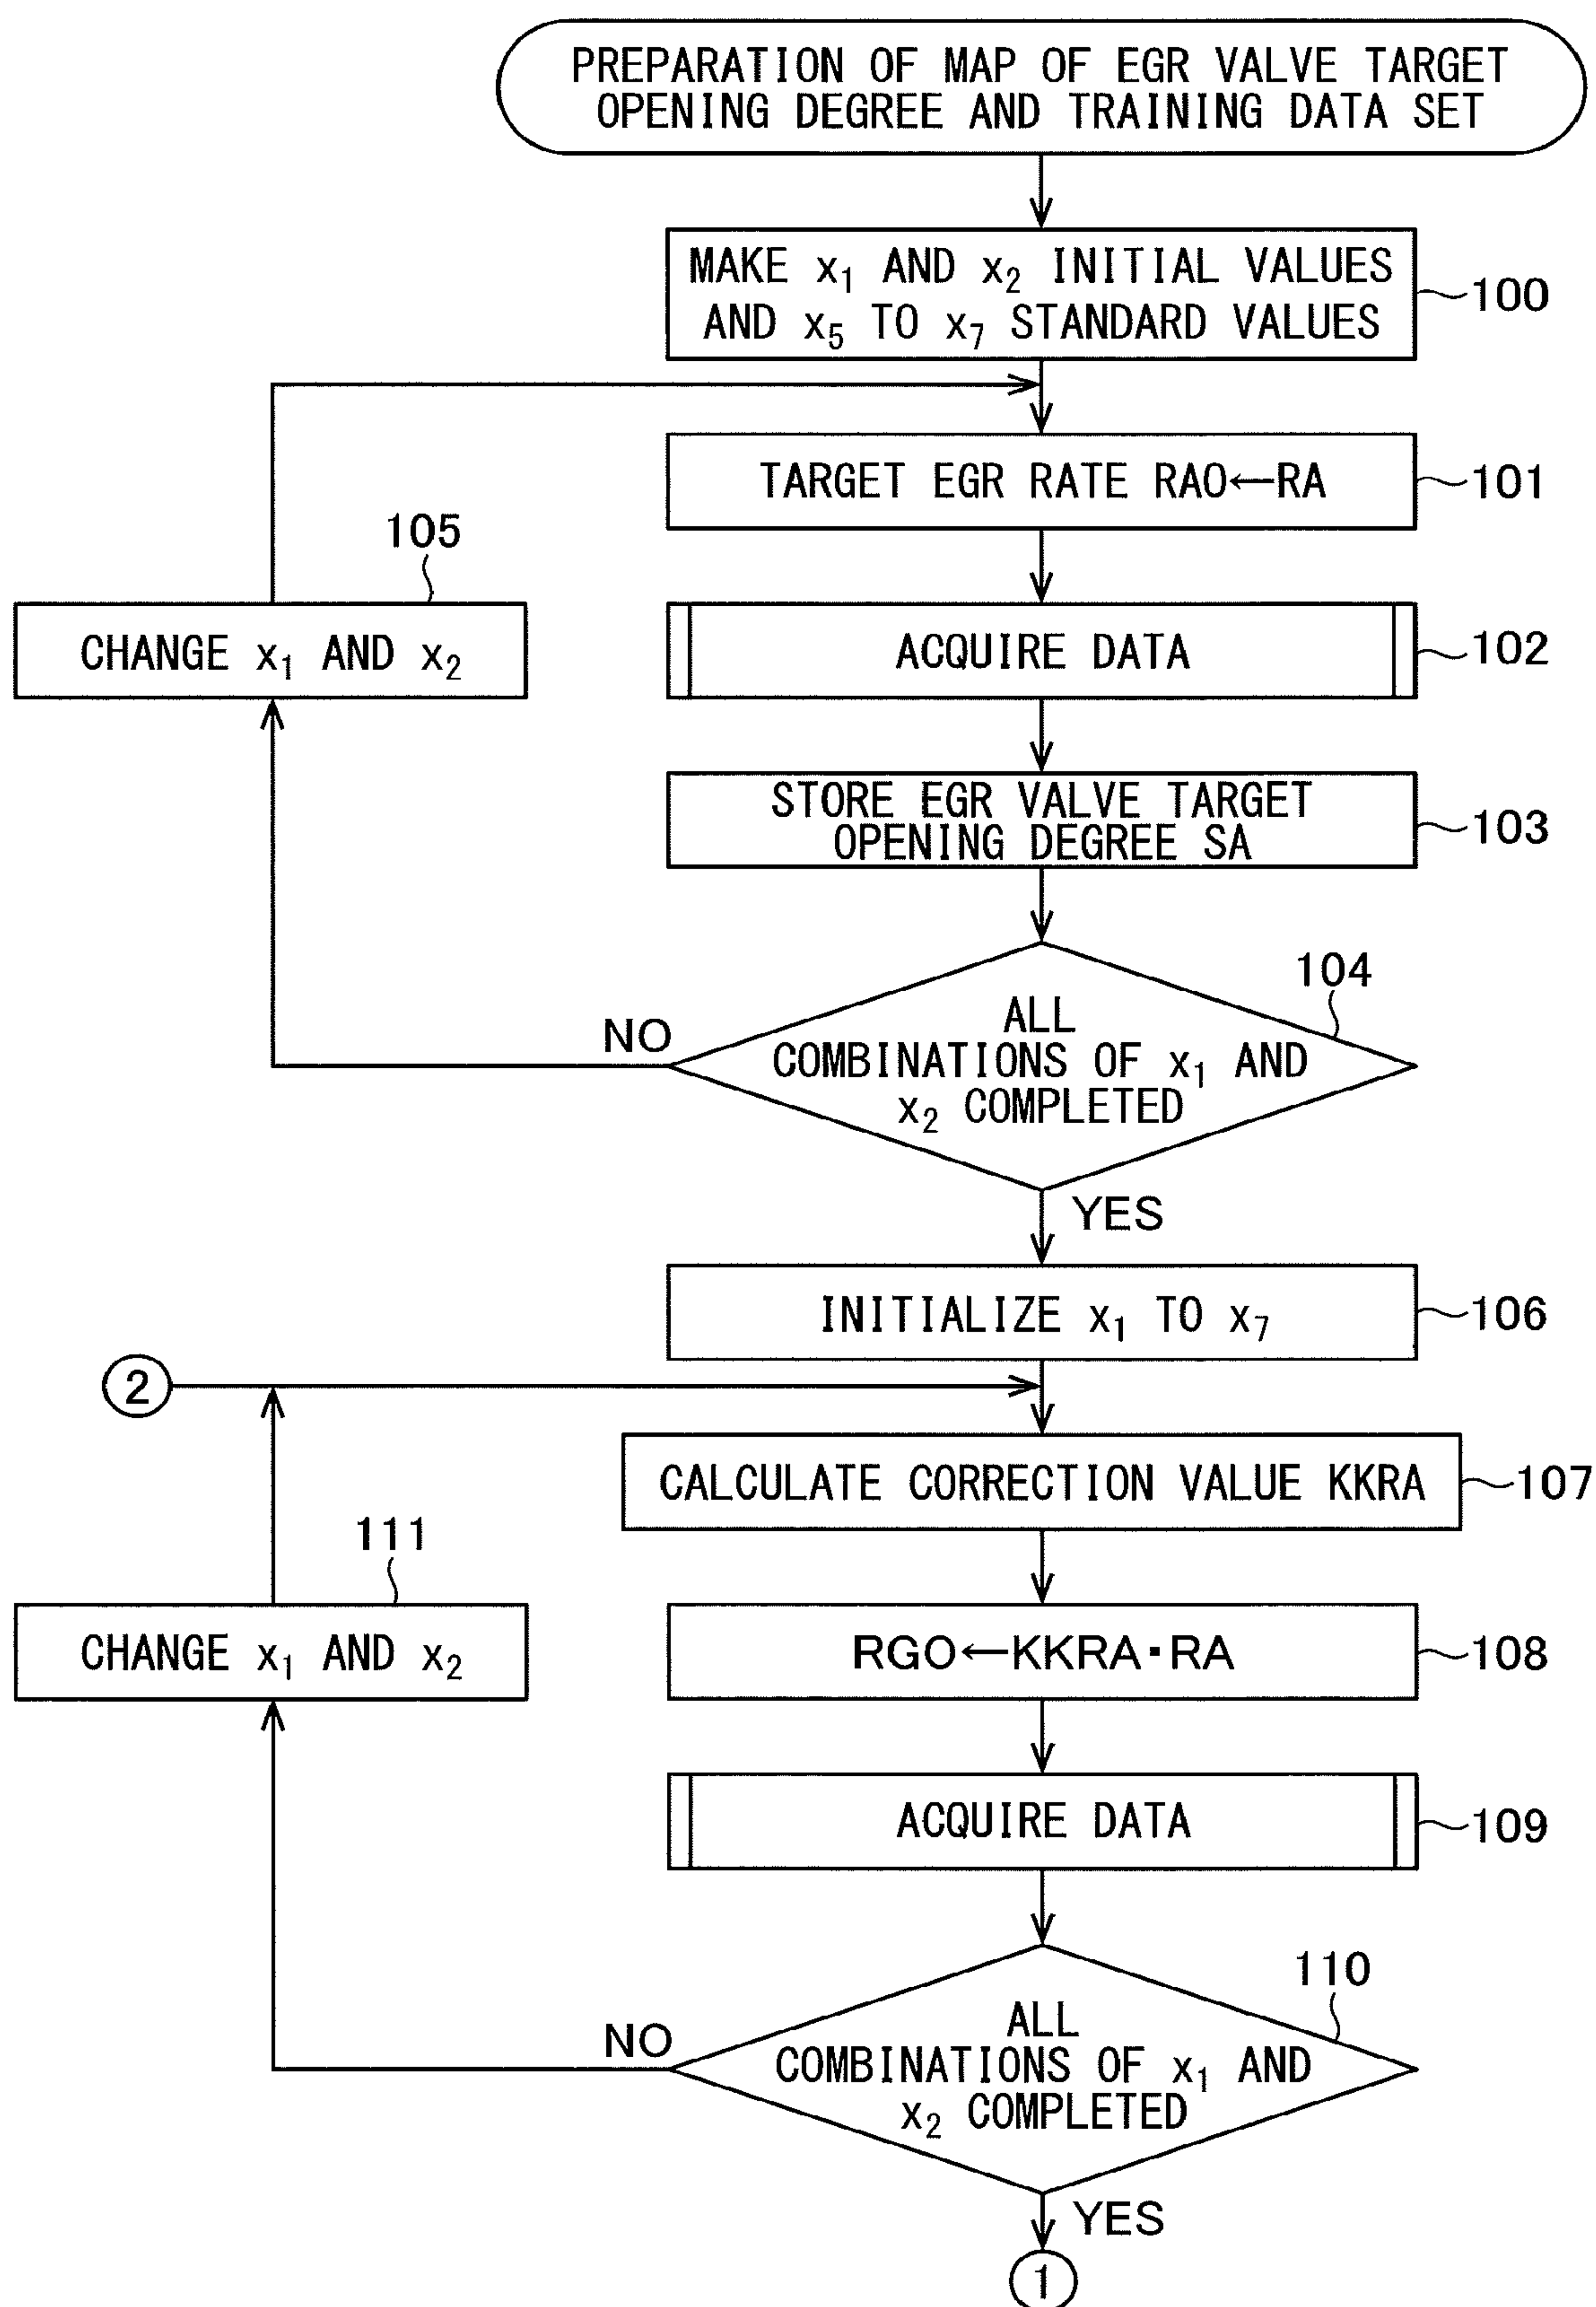 PREPARATION OF MAP OF EGR VALVE TARGET
OPENING DEGREE AND TRAINING DATA SET
MAKE x₁ AND x₂ INITIAL VALUES
AND x₅ TO x₇ STANDARD VALUES
100
TARGET EGR RATE RAO←RA
101
105
CHANGE x₁ AND x₂
ACQUIRE DATA
102
STORE EGR VALVE TARGET
OPENING DEGREE SA
103
104
ALL
COMBINATIONS OF x₁ AND
x₂ COMPLETED
NO
YES
INITIALIZE x₁ TO x₇
106
2
CALCULATE CORRECTION VALUE KKRA
107
111
CHANGE x₁ AND x₂
RGO←KKRA·RA
108
ACQUIRE DATA
109
110
ALL
COMBINATIONS OF x₁ AND
x₂ COMPLETED
NO
YES
1